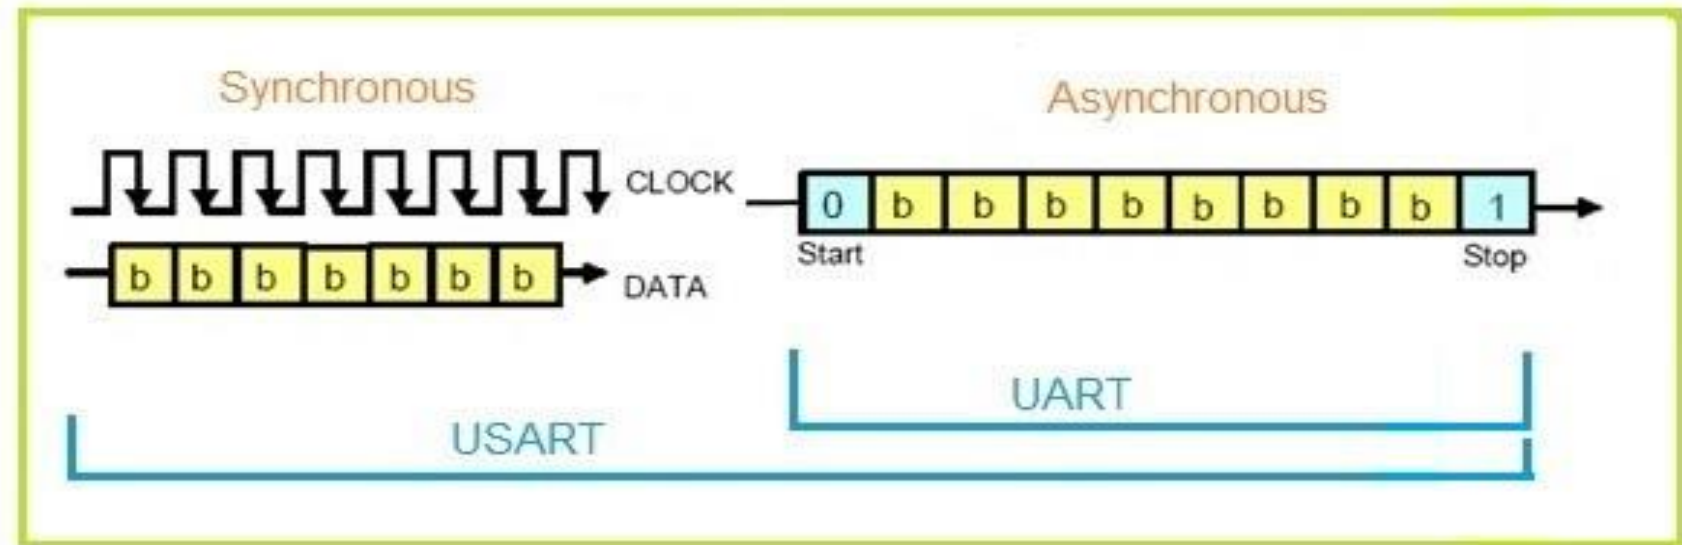 Synchronous
CLOCK
b b b b b b b
DATA
Asynchronous
0 b b b b b b b b 1
Start Stop
UART
USART